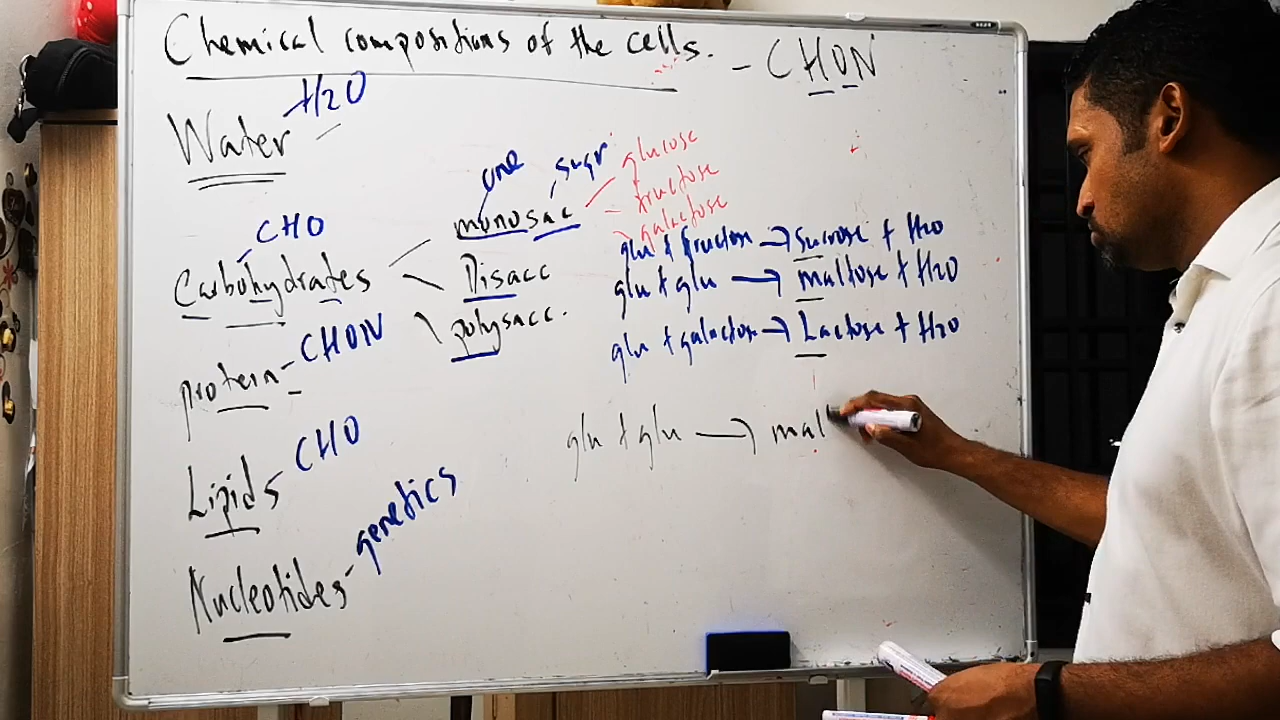 Chemical compositions of the cells. - CHON
H2O
Water
one sugr
glucose
fructose
galactose
monosac
CHO
Carbohydrates
Disacc
polysacc.
glu + fructose → Sucrose + H2O
glu + glu → maltose + H2O
glu + galactose → Lactose + H2O
protein - CHON
glu + glu → mal
Lipids - CHO
Nucleotides - genetics